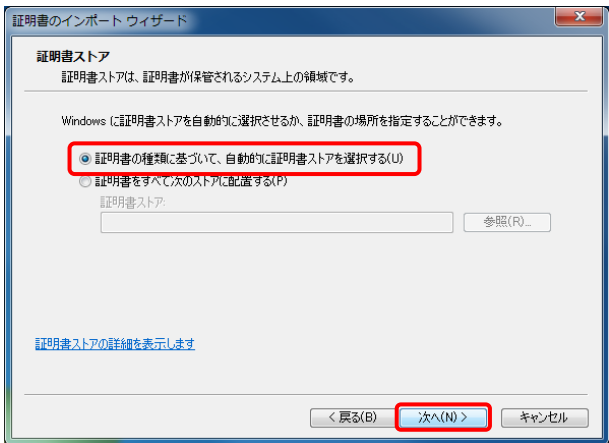 証明書のインポート ウィザード
証明書ストア
証明書ストアは、証明書が保管されるシステム上の領域です。
Windows に証明書ストアを自動的に選択させるか、証明書の場所を指定することができます。
証明書の種類に基づいて、自動的に証明書ストアを選択する(U)
証明書をすべて次のストアに配置する(P)
証明書ストア:
参照(R)...
証明書ストアの詳細を表示します
< 戻る(B) 次へ(N) > キャンセル